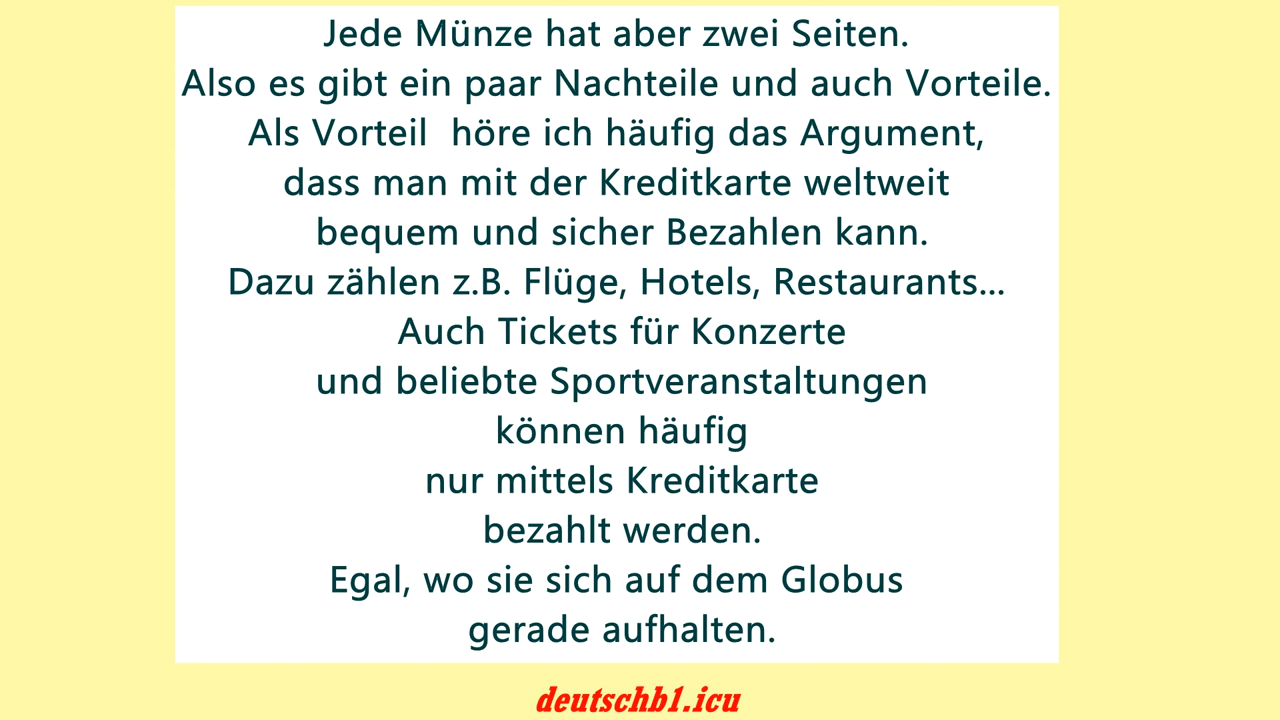 Jede Münze hat aber zwei Seiten.
Also es gibt ein paar Nachteile und auch Vorteile.
Als Vorteil  höre ich häufig das Argument,
dass man mit der Kreditkarte weltweit
bequem und sicher Bezahlen kann.
Dazu zählen z.B. Flüge, Hotels, Restaurants...
Auch Tickets für Konzerte
und beliebte Sportveranstaltungen
können häufig
nur mittels Kreditkarte
bezahlt werden.
Egal, wo sie sich auf dem Globus
gerade aufhalten.
deutschb1.icu